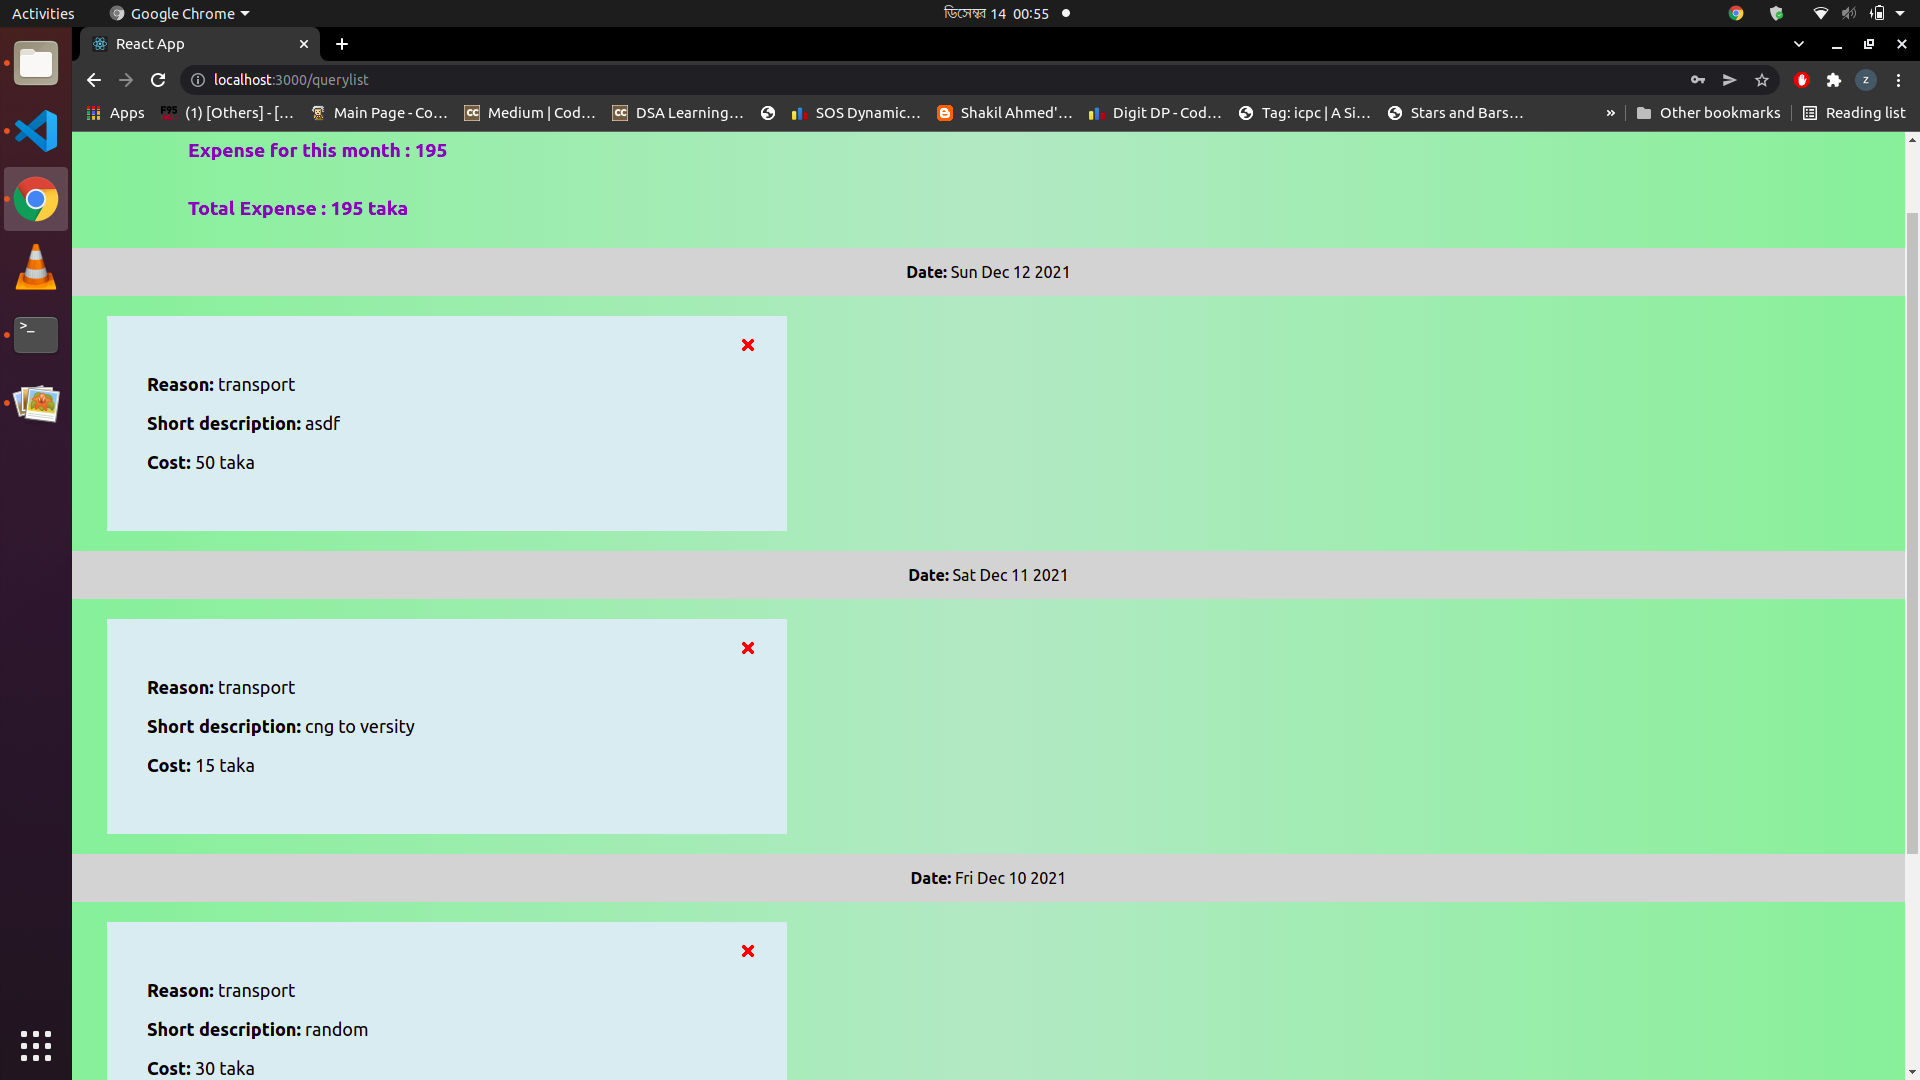 Activities
Google Chrome
ডিসেম্বর 14 00:55
React App
localhost:3000/querylist
z
Apps
F95
(1) [Others] - [...
Main Page - Co...
CC
Medium | Cod...
CC
DSA Learning...
SOS Dynamic...
Shakil Ahmed'...
Digit DP - Cod...
Tag: icpc | A Si...
Stars and Bars...
»
Other bookmarks
Reading list
Expense for this month : 195
Total Expense : 195 taka
Date: Sun Dec 12 2021
Reason: transport
Short description: asdf
Cost: 50 taka
Date: Sat Dec 11 2021
Reason: transport
Short description: cng to versity
Cost: 15 taka
Date: Fri Dec 10 2021
Reason: transport
Short description: random
Cost: 30 taka